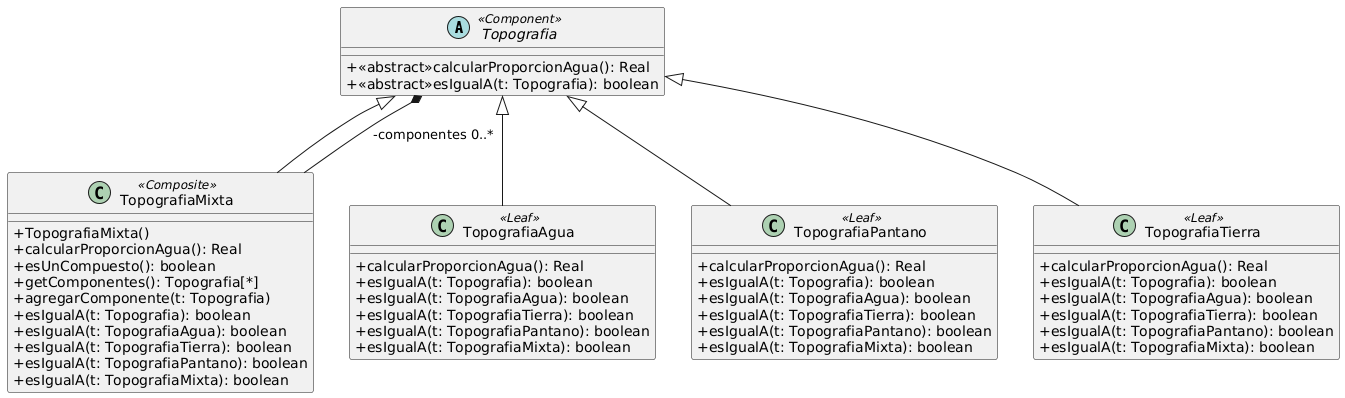 A
«Component»
Topografia
+«abstract»calcularProporcionAgua(): Real
+«abstract»esIgualA(t: Topografia): boolean
-componentes 0..*
C
«Composite»
TopografiaMixta
+TopografiaMixta()
+calcularProporcionAgua(): Real
+esUnCompuesto(): boolean
+getComponentes(): Topografia[*]
+agregarComponente(t: Topografia)
+esIgualA(t: Topografia): boolean
+esIgualA(t: TopografiaAgua): boolean
+esIgualA(t: TopografiaTierra): boolean
+esIgualA(t: TopografiaPantano): boolean
+esIgualA(t: TopografiaMixta): boolean
C
«Leaf»
TopografiaAgua
+calcularProporcionAgua(): Real
+esIgualA(t: Topografia): boolean
+esIgualA(t: TopografiaAgua): boolean
+esIgualA(t: TopografiaTierra): boolean
+esIgualA(t: TopografiaPantano): boolean
+esIgualA(t: TopografiaMixta): boolean
C
«Leaf»
TopografiaPantano
+calcularProporcionAgua(): Real
+esIgualA(t: Topografia): boolean
+esIgualA(t: TopografiaAgua): boolean
+esIgualA(t: TopografiaTierra): boolean
+esIgualA(t: TopografiaPantano): boolean
+esIgualA(t: TopografiaMixta): boolean
C
«Leaf»
TopografiaTierra
+calcularProporcionAgua(): Real
+esIgualA(t: Topografia): boolean
+esIgualA(t: TopografiaAgua): boolean
+esIgualA(t: TopografiaTierra): boolean
+esIgualA(t: TopografiaPantano): boolean
+esIgualA(t: TopografiaMixta): boolean